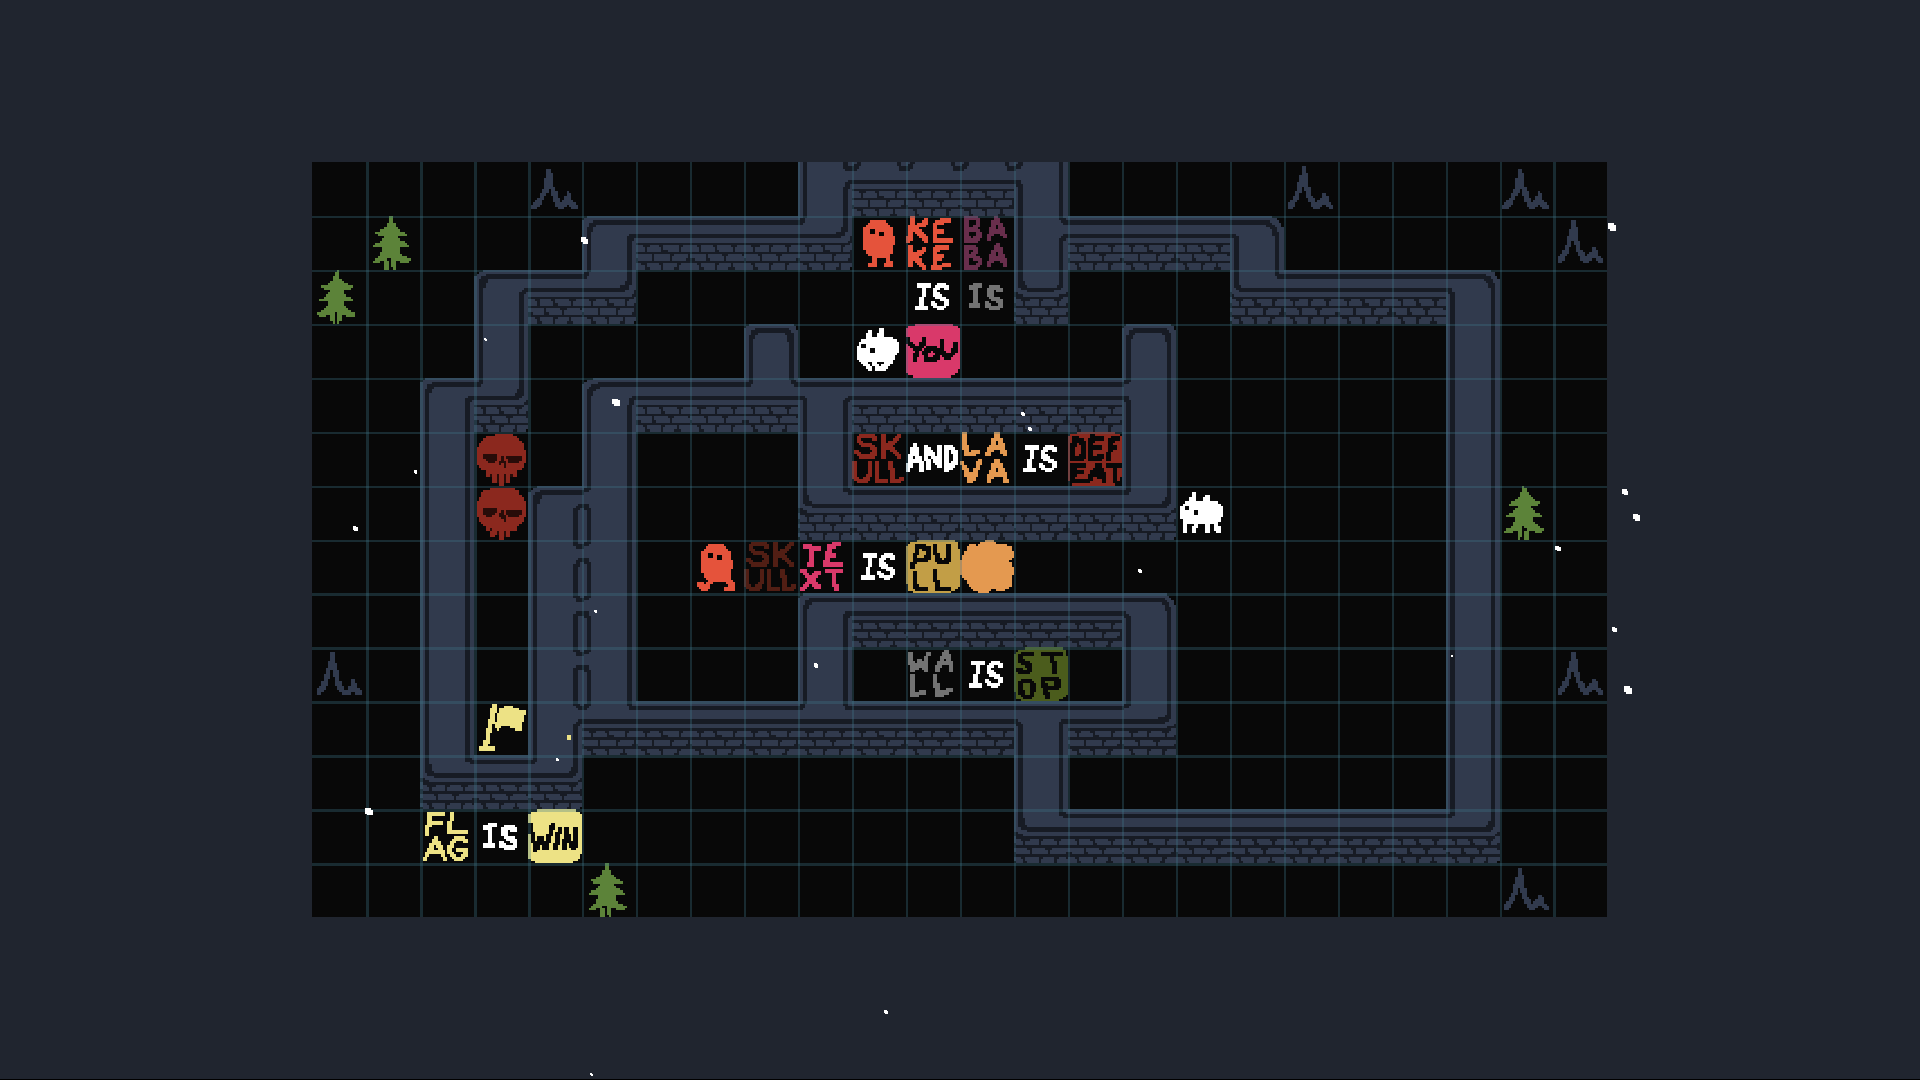 KEKE BABA
IS IS
YOU
SKULL AND LAVA IS DEFEAT
SKULL TEXT IS PULL
WALL IS STOP
FLAG IS WIN